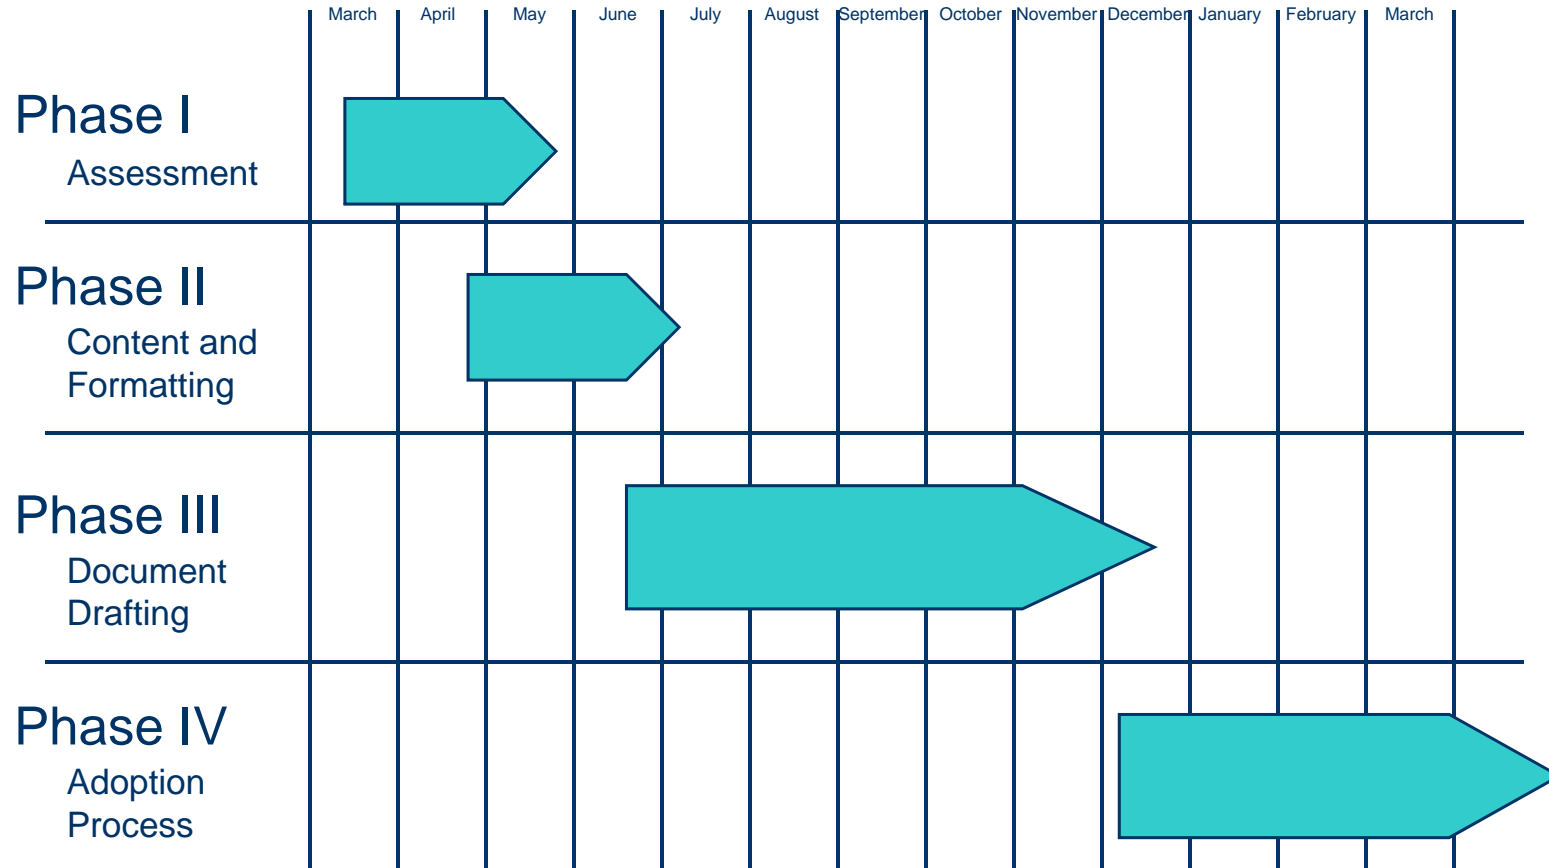 March April May June July August September October November December January February March
Phase I
Assessment
Phase II
Content and
Formatting
Phase III
Document
Drafting
Phase IV
Adoption
Process